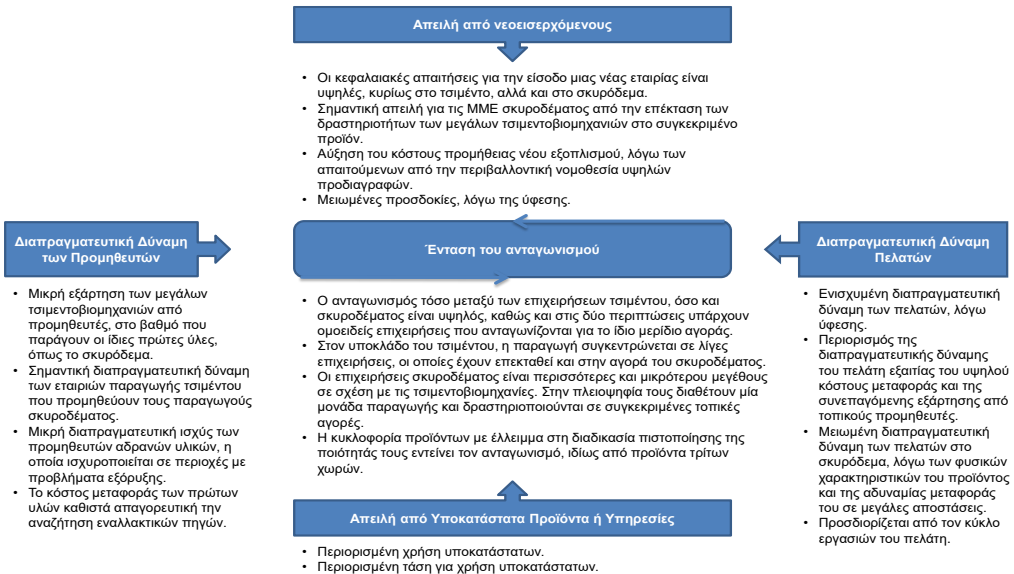 Απειλή από νεοεισερχόμενους
• Οι κεφαλαιακές απαιτήσεις για την είσοδο μιας νέας εταιρίας είναι
υψηλές, κυρίως στο τσιμέντο, αλλά και στο σκυρόδεμα.
• Σημαντική απειλή για τις ΜΜΕ σκυροδέματος από την επέκταση των
δραστηριοτήτων των μεγάλων τσιμεντοβιομηχανιών στο συγκεκριμένο
προϊόν.
• Αύξηση του κόστους προμήθειας νέου εξοπλισμού, λόγω των
απαιτούμενων από την περιβαλλοντική νομοθεσία υψηλών
προδιαγραφών.
• Μειωμένες προσδοκίες, λόγω της ύφεσης.
Διαπραγματευτική Δύναμη
των Προμηθευτών
• Μικρή εξάρτηση των μεγάλων
τσιμεντοβιομηχανιών από
προμηθευτές, στο βαθμό που
παράγουν οι ίδιες πρώτες ύλες,
όπως το σκυρόδεμα.
• Σημαντική διαπραγματευτική δύναμη
των εταιριών παραγωγής τσιμέντου
που προμηθεύουν τους παραγωγούς
σκυροδέματος.
• Μικρή διαπραγματευτική ισχύς των
προμηθευτών αδρανών υλικών, η
οποία ισχυροποιείται σε περιοχές με
προβλήματα εξόρυξης.
• Το κόστος μεταφοράς των πρώτων
υλών καθιστά απαγορευτική την
αναζήτηση εναλλακτικών πηγών.
Ένταση του ανταγωνισμού
• Ο ανταγωνισμός τόσο μεταξύ των επιχειρήσεων τσιμέντου, όσο και
σκυροδέματος είναι υψηλός, καθώς και στις δύο περιπτώσεις υπάρχουν
ομοειδείς επιχειρήσεις που ανταγωνίζονται για το ίδιο μερίδιο αγοράς.
• Στον υποκλάδο του τσιμέντου, η παραγωγή συγκεντρώνεται σε λίγες
επιχειρήσεις, οι οποίες έχουν επεκταθεί και στην αγορά του σκυροδέματος.
• Οι επιχειρήσεις σκυροδέματος είναι περισσότερες και μικρότερου μεγέθους
σε σχέση με τις τσιμεντοβιομηχανίες. Στην πλειοψηφία τους διαθέτουν μία
μονάδα παραγωγής και δραστηριοποιούνται σε συγκεκριμένες τοπικές
αγορές.
• Η κυκλοφορία προϊόντων με έλλειμμα στη διαδικασία πιστοποίησης της
ποιότητάς τους εντείνει τον ανταγωνισμό, ιδίως από προϊόντα τρίτων
χωρών.
Διαπραγματευτική Δύναμη
Πελατών
• Ενισχυμένη διαπραγματευτική
δύναμη των πελατών, λόγω
ύφεσης.
• Περιορισμός της
διαπραγματευτικής δύναμης
του πελάτη εξαιτίας του υψηλού
κόστους μεταφοράς και της
συνεπαγόμενης εξάρτησης από
τοπικούς προμηθευτές.
• Μειωμένη διαπραγματευτική
δύναμη των πελατών στο
σκυρόδεμα, λόγω των φυσικών
χαρακτηριστικών του προϊόντος
και της αδυναμίας μεταφοράς
του σε μεγάλες αποστάσεις.
• Προσδιορίζεται από τον κύκλο
εργασιών του πελάτη.
Απειλή από Υποκατάστατα Προϊόντα ή Υπηρεσίες
• Περιορισμένη χρήση υποκατάστατων.
• Περιορισμένη τάση για χρήση υποκατάστατων.